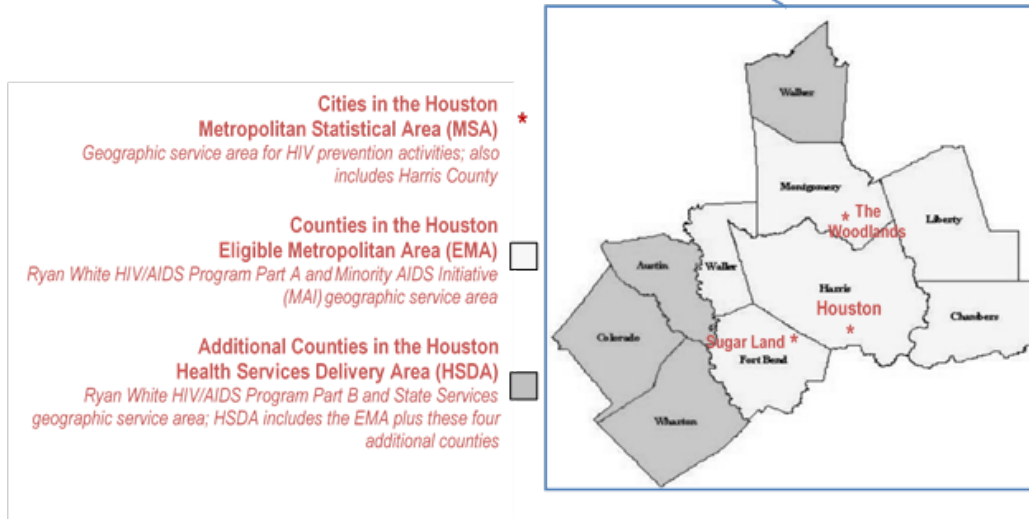 Cities in the Houston
Metropolitan Statistical Area (MSA)
*
Geographic service area for HIV prevention activities; also
includes Harris County
Counties in the Houston
Eligible Metropolitan Area (EMA)
Ryan White HIV/AIDS Program Part A and Minority AIDS Initiative
(MAI) geographic service area
Additional Counties in the Houston
Health Services Delivery Area (HSDA)
Ryan White HIV/AIDS Program Part B and State Services
geographic service area; HSDA includes the EMA plus these four
additional counties
Walker
Montgomery
* The
Woodlands
Liberty
Austin
Waller
Harris
Houston
*
Chambers
Colorado
Sugar Land *
Fort Bend
Wharton